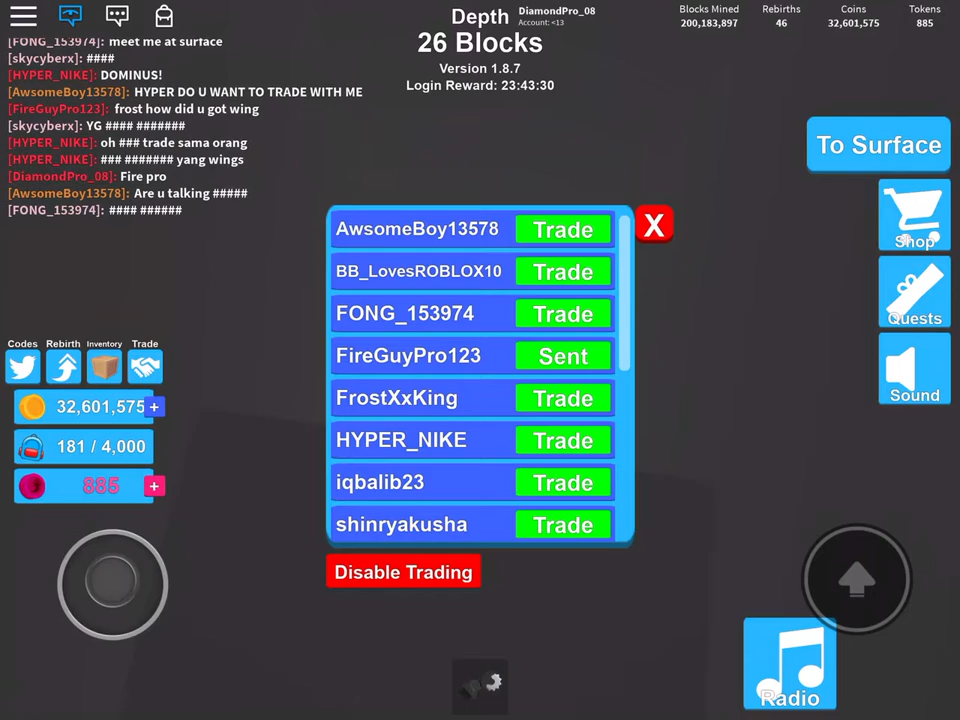 [FONG_153974]: meet me at surface
[skycyberx]: ####
[HYPER_NIKE]: DOMINUS!
[AwsomeBoy13578]: HYPER DO U WANT TO TRADE WITH ME
[FireGuyPro123]: frost how did u got wing
[skycyberx]: YG #### #######
[HYPER_NIKE]: oh ### trade sama orang
[HYPER_NIKE]: ### ####### yang wings
[DiamondPro_08]: Fire pro
[AwsomeBoy13578]: Are u talking #####
[FONG_153974]: #### ######
Depth
26 Blocks
Version 1.8.7
Login Reward: 23:43:30
DiamondPro_08
Account: <13
Blocks Mined
200,183,897
Rebirths
46
Coins
32,601,575
Tokens
885
To Surface
Shop
Quests
Sound
Codes
Rebirth
Inventory
Trade
32,601,575 +
181 / 4,000
885 +
X
AwsomeBoy13578 Trade
BB_LovesROBLOX10 Trade
FONG_153974 Trade
FireGuyPro123 Sent
FrostXxKing Trade
HYPER_NIKE Trade
iqbalib23 Trade
shinryakusha Trade
Disable Trading
Radio